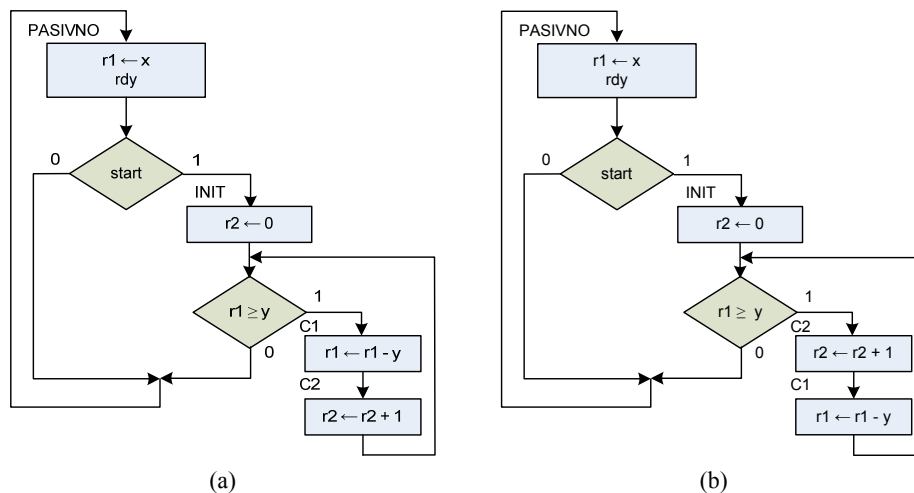 PASIVNO
r1 ← x
rdy
0
1
start
INIT
r2 ← 0
r1 ≥ y
1
C1
0
r1 ← r1 - y
C2
r2 ← r2 + 1
(a)
PASIVNO
r1 ← x
rdy
0
1
start
INIT
r2 ← 0
r1 ≥ y
1
C2
0
r2 ← r2 + 1
C1
r1 ← r1 - y
(b)